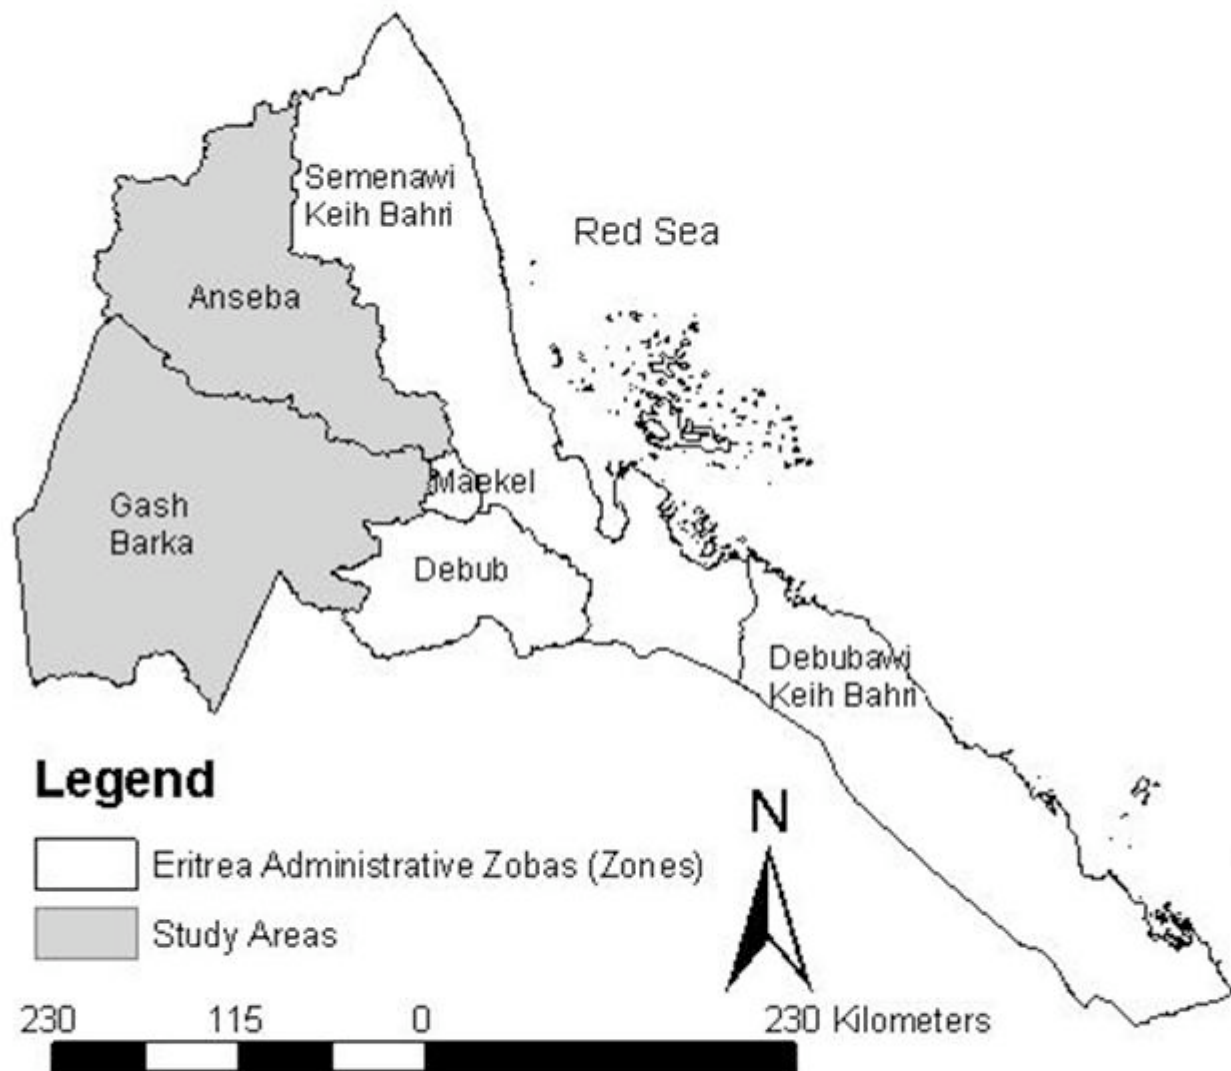 Semenawi
Keih Bahri
Red Sea
Anseba
Maekel
Gash
Barka
Debub
Debubawi
Keih Bahri
Legend
N
Eritrea Administrative Zobas (Zones)
Study Areas
230 115 0 230 Kilometers